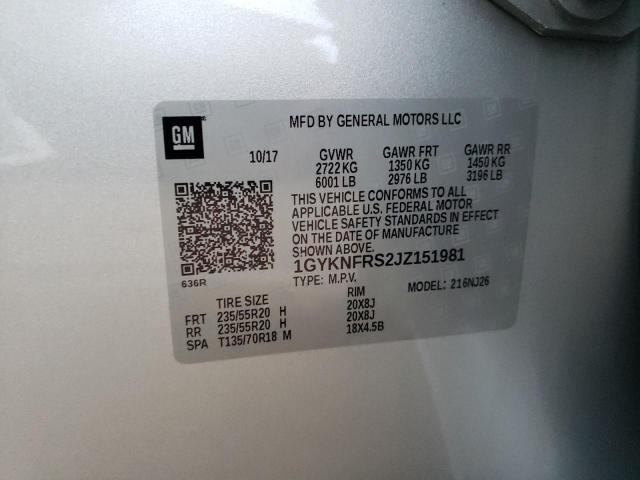 GM
MFD BY GENERAL MOTORS LLC
10/17 GVWR GAWR FRT GAWR RR
2722 KG 1350 KG 1450 KG
6001 LB 2976 LB 3196 LB
THIS VEHICLE CONFORMS TO ALL
APPLICABLE U.S. FEDERAL MOTOR
VEHICLE SAFETY STANDARDS IN EFFECT
ON THE DATE OF MANUFACTURE
SHOWN ABOVE.
1GYKNFRS2JZ151981
636R
TYPE: M.P.V. MODEL: 216NJ26
TIRE SIZE RIM
FRT 235/55R20 H 20X8J
RR 235/55R20 H 20X8J
SPA T135/70R18 M 18X4.5B